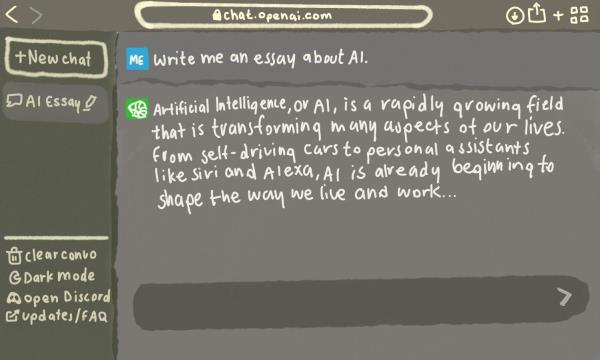 chat.openai.com
+New chat
AI Essay
clear convo
Dark mode
open Discord
updates/FAQ
ME Write me an essay about AI.
Artificial Intelligence, or AI, is a rapidly growing field
that is transforming many aspects of our lives.
From self-driving cars to personal assistants
like siri and Alexa, AI is already beginning to
shape the way we live and work...